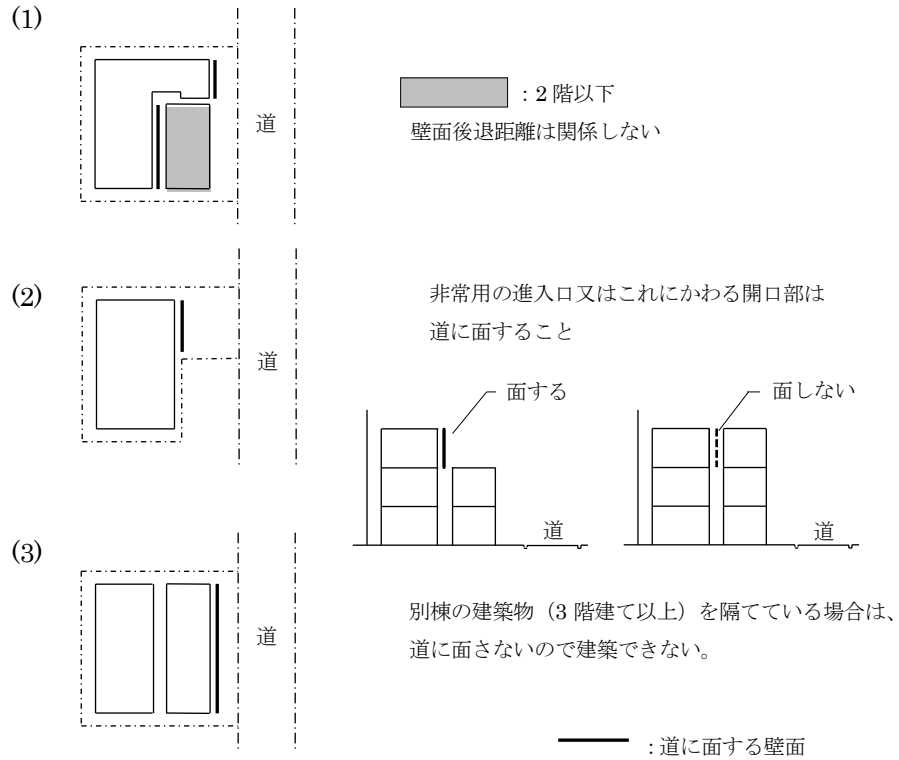 (1)
道
：2 階以下
壁面後退距離は関係しない
(2)
道
非常用の進入口又はこれにかわる開口部は
道に面すること
面する
面しない
道
道
(3)
道
別棟の建築物（3 階建て以上）を隔てている場合は、
道に面さないので建築できない。
：道に面する壁面